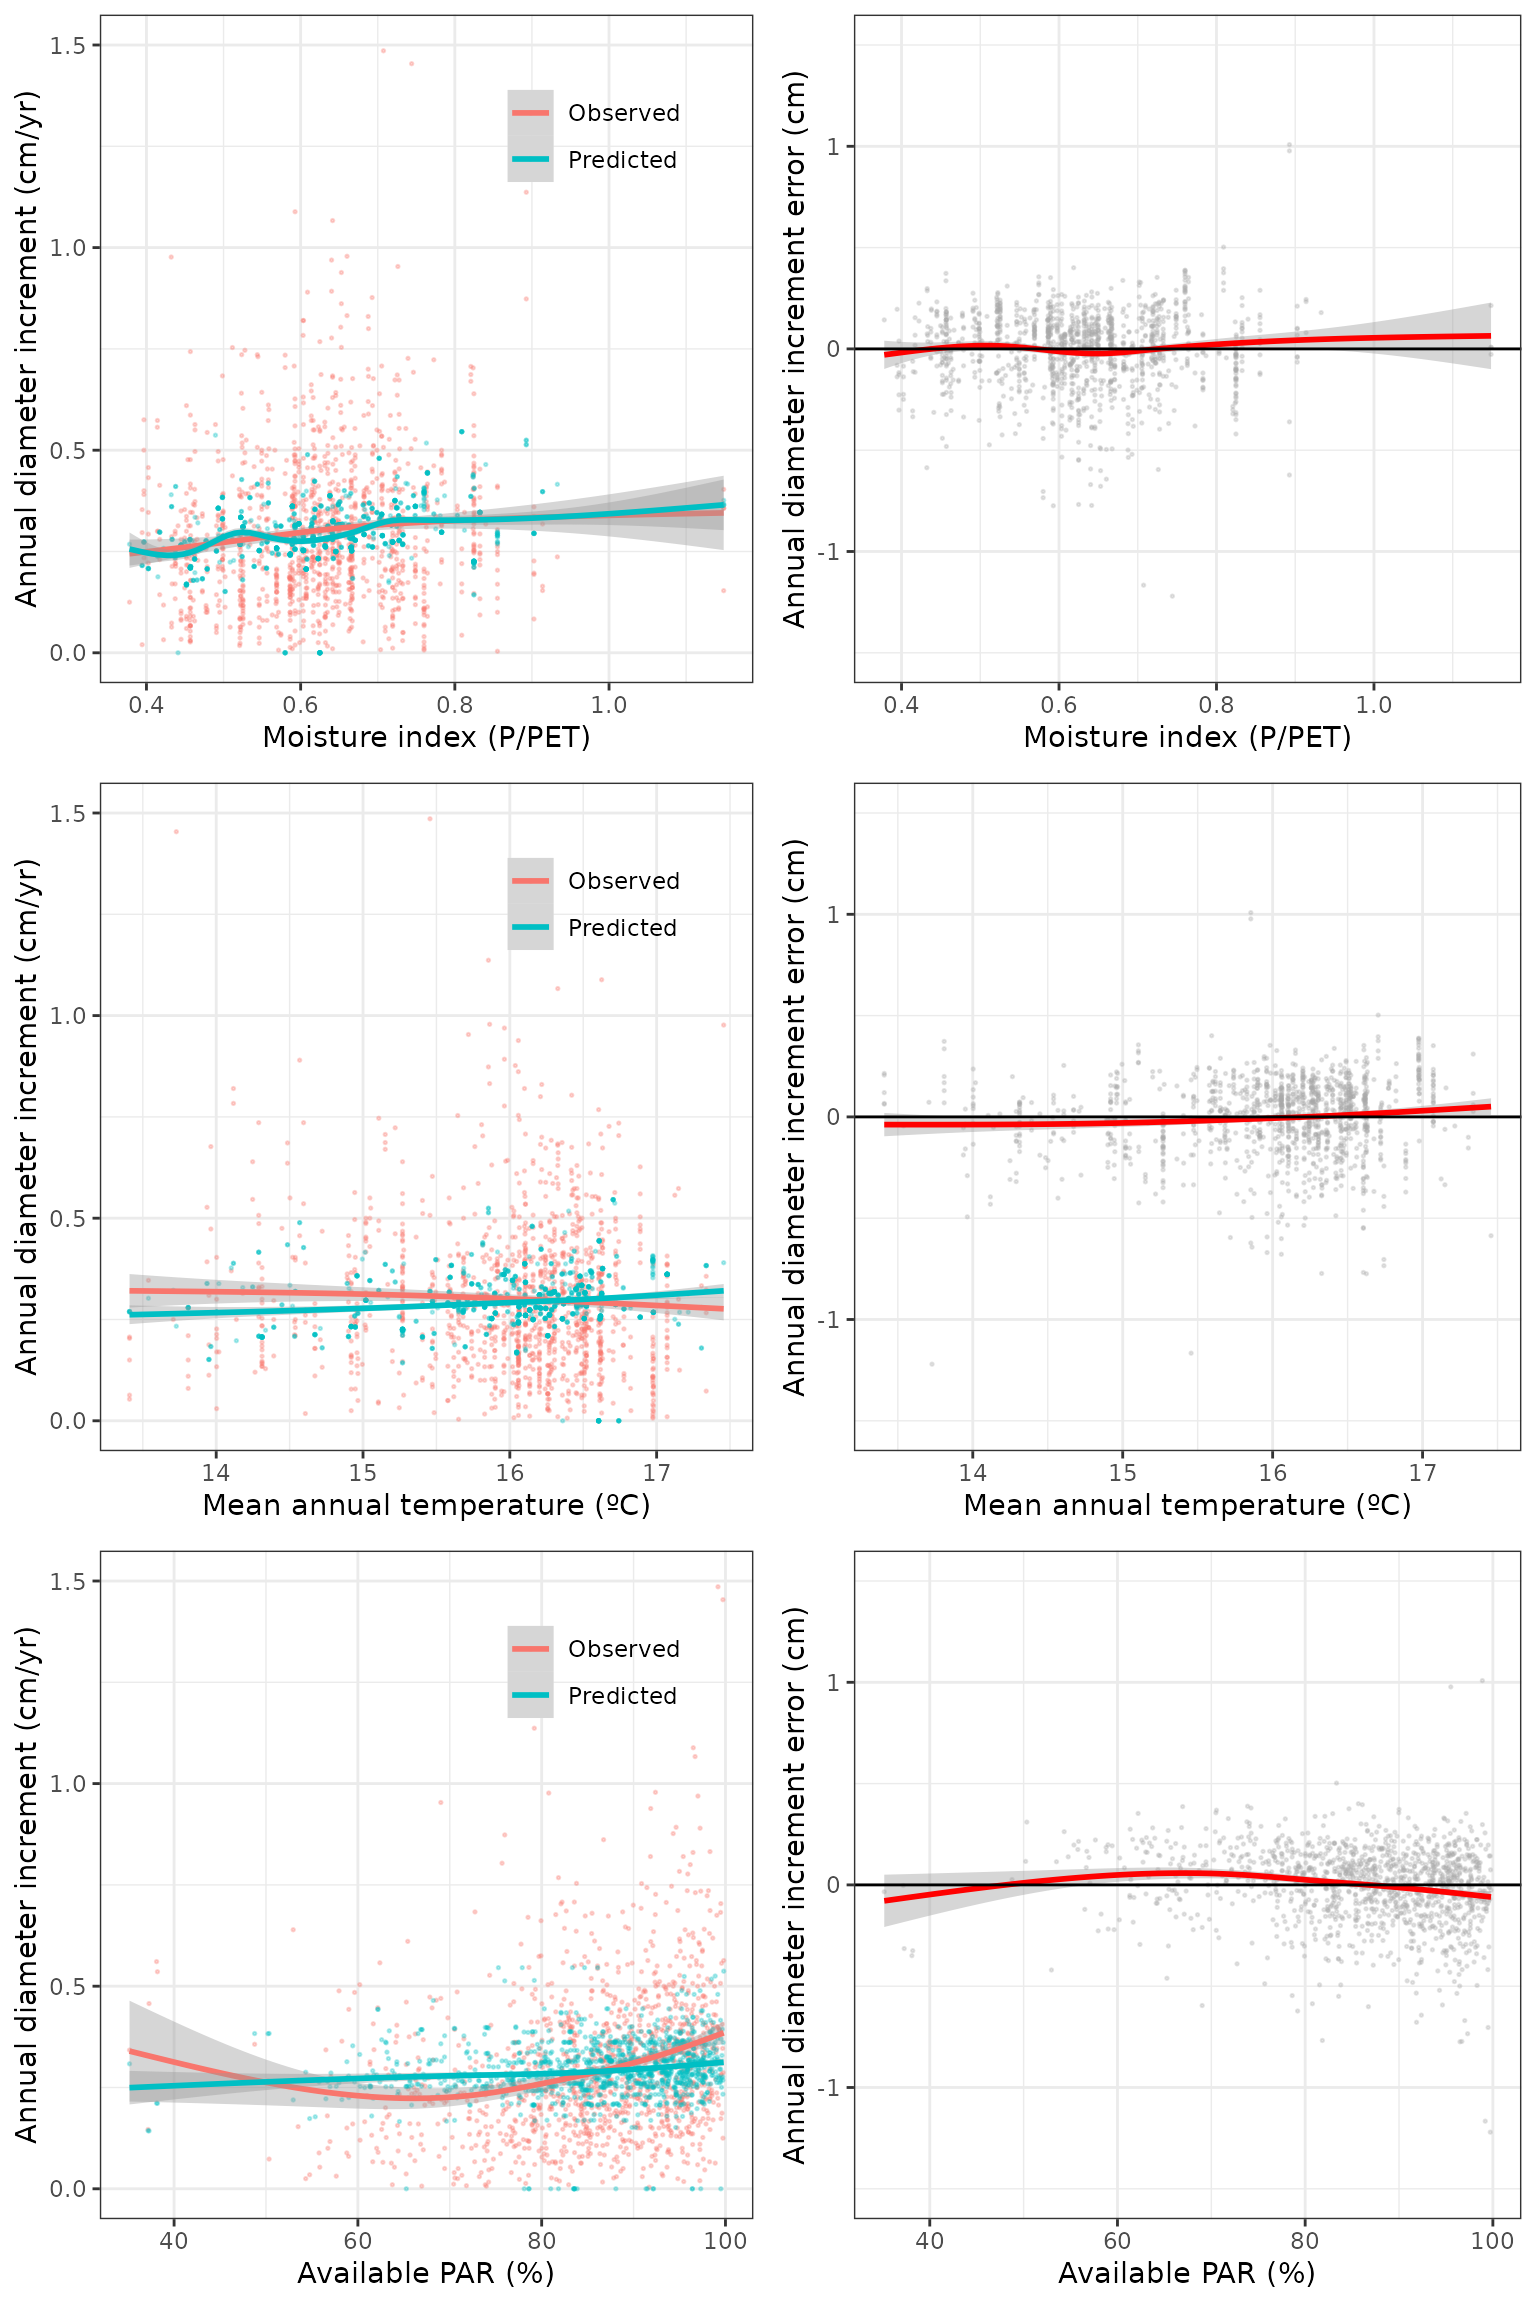 Annual diameter increment (cm/yr)
1.5
1.0
0.5
0.0
Observed
Predicted
0.4 0.6 0.8 1.0
Moisture index (P/PET)
Annual diameter increment error (cm)
1
0
-1
0.4 0.6 0.8 1.0
Moisture index (P/PET)
Annual diameter increment (cm/yr)
1.5
1.0
0.5
0.0
Observed
Predicted
14 15 16 17
Mean annual temperature (ºC)
Annual diameter increment error (cm)
1
0
-1
14 15 16 17
Mean annual temperature (ºC)
Annual diameter increment (cm/yr)
1.5
1.0
0.5
0.0
Observed
Predicted
40 60 80 100
Available PAR (%)
Annual diameter increment error (cm)
1
0
-1
40 60 80 100
Available PAR (%)